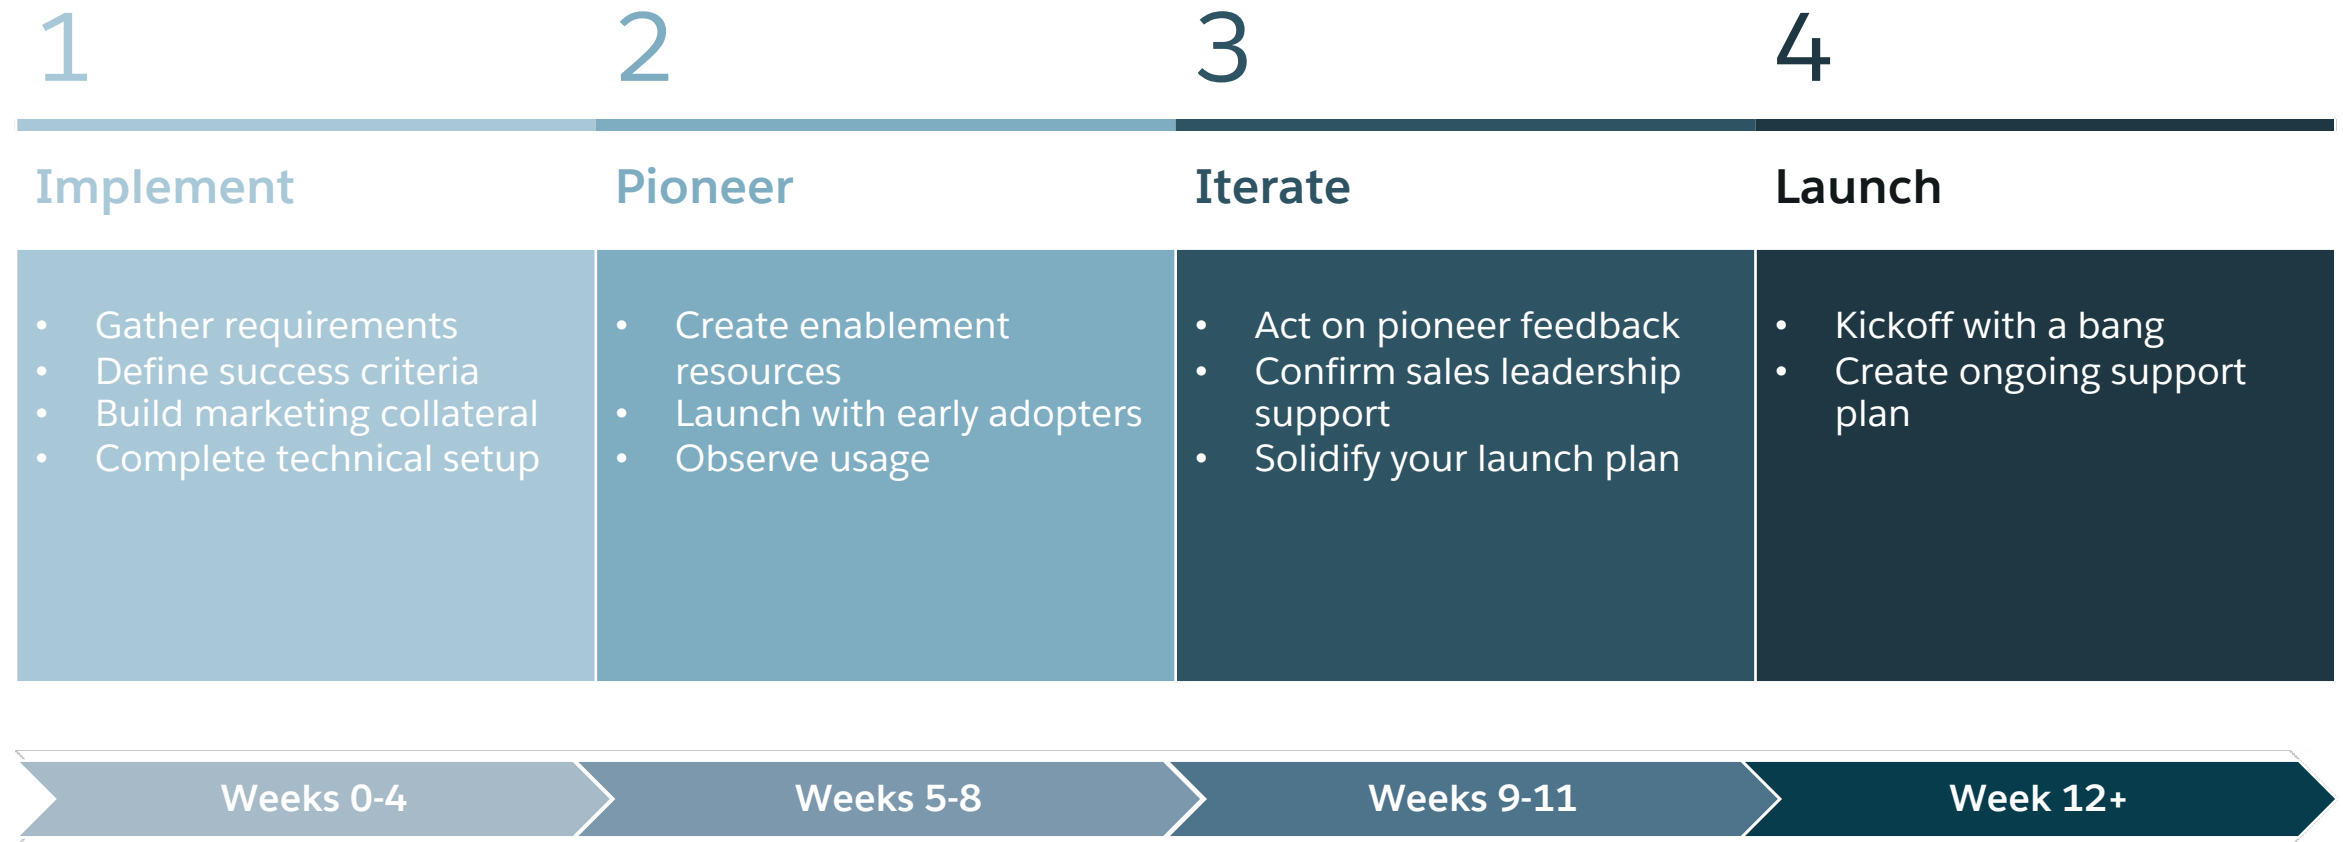 1
2
3
4
Implement
Pioneer
Iterate
Launch
• Gather requirements
• Define success criteria
• Build marketing collateral
• Complete technical setup
• Create enablement
resources
• Launch with early adopters
• Observe usage
• Act on pioneer feedback
• Confirm sales leadership
support
• Solidify your launch plan
• Kickoff with a bang
• Create ongoing support
plan
Weeks 0-4
Weeks 5-8
Weeks 9-11
Week 12+